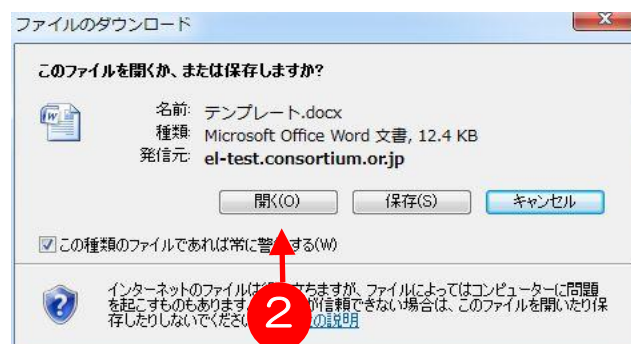 ファイルのダウンロード
x
このファイルを開くか、または保存しますか?
名前: テンプレート.docx
種類: Microsoft Office Word 文書, 12.4 KB
発信元: el-test.consortium.or.jp
開く(O) 保存(S) キャンセル
この種類のファイルであれば常に警 する(W)
インターネットのファイルは ちますが、ファイルによってはコンピューターに問題
を起こすものもあります が信頼できない場合は、このファイルを開いたり保
存したりしないでくださ の説明
2